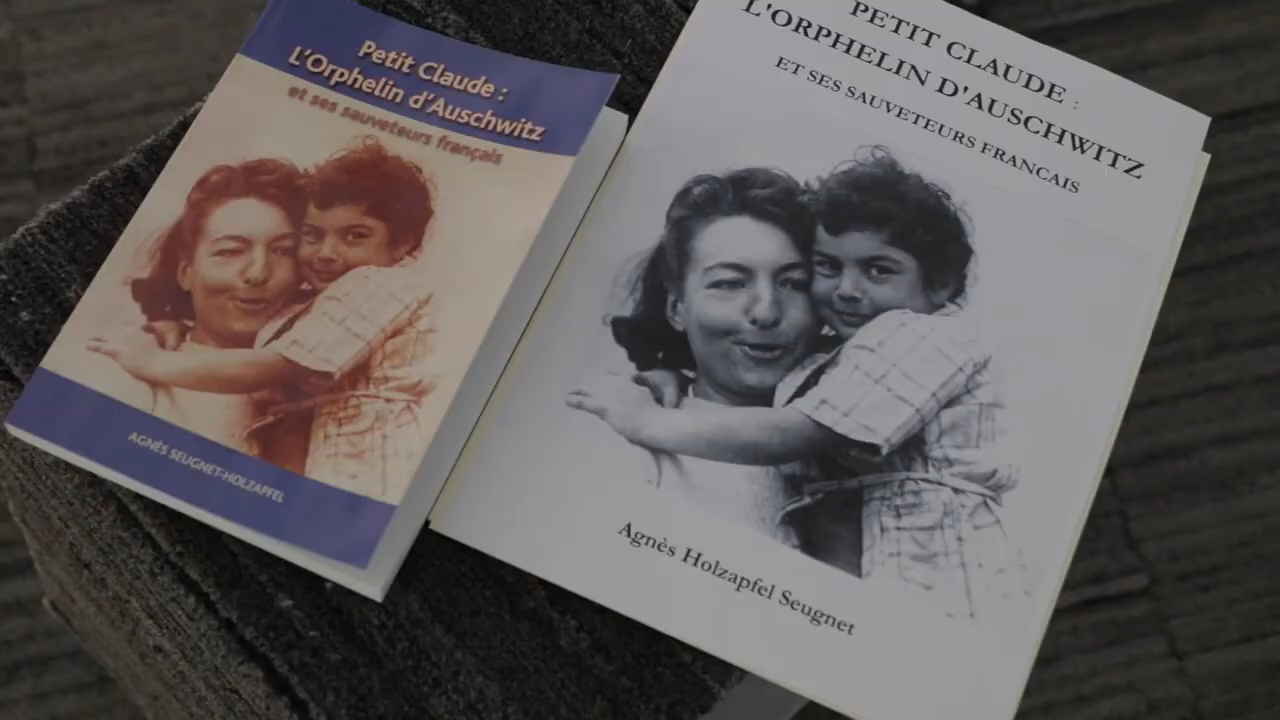 Petit Claude :
L'Orphelin d'Auschwitz
et ses sauveteurs français
AGNÈS SEUGNET-HOLZAPFEL
PETIT CLAUDE :
L'ORPHELIN D'AUSCHWITZ
ET SES SAUVETEURS FRANCAIS
Agnès Holzapfel Seugnet